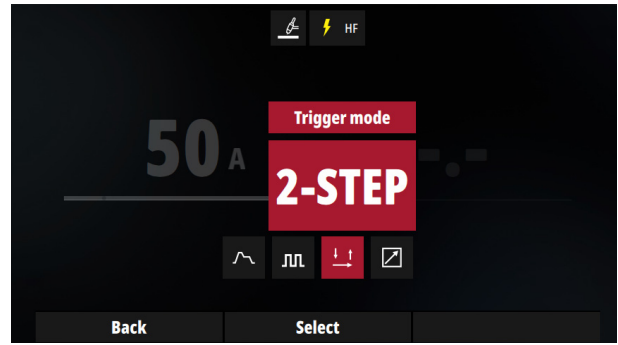 HF
Trigger mode
50 A
2-STEP
--.-
Back
Select